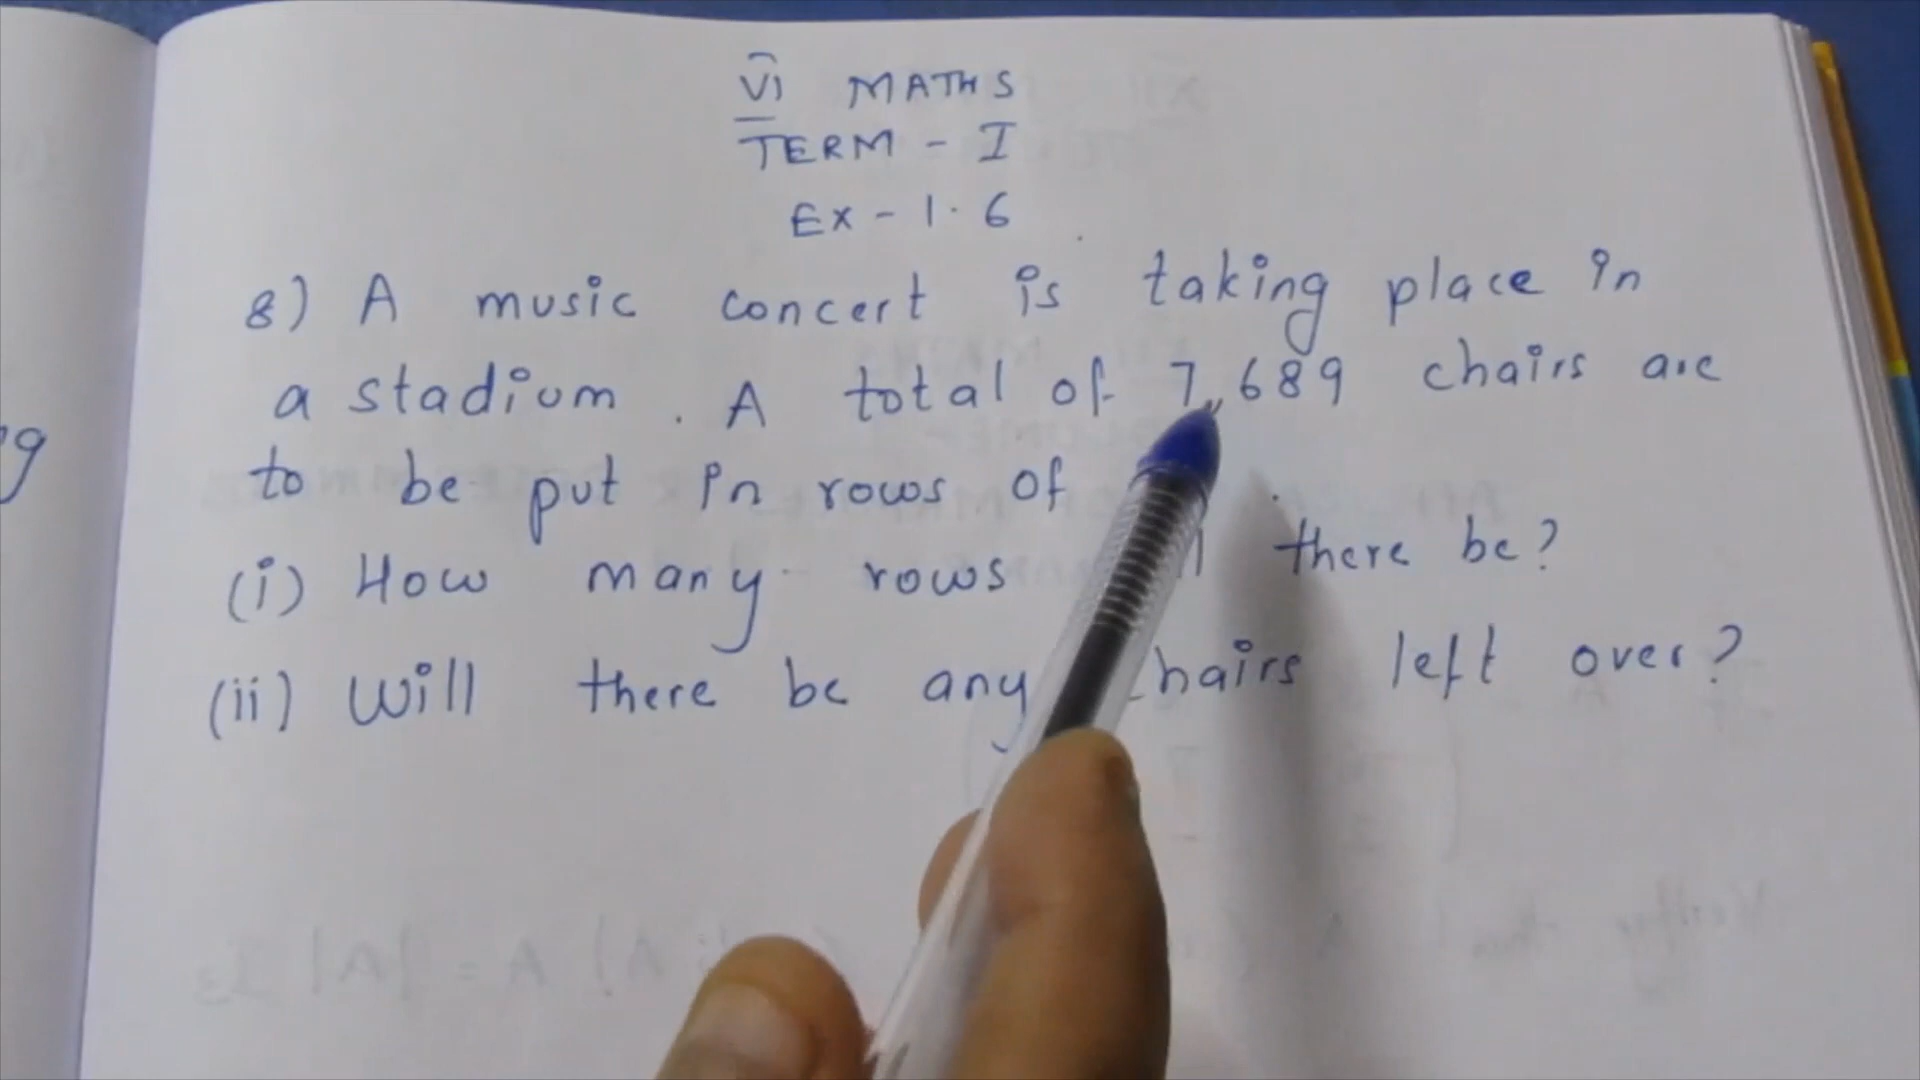 VI MATHS
TERM - I
Ex - 1.6
8) A music concert is taking place in
a stadium. A total of 7,689 chairs are
to be put in rows of
(i) How many rows there be?
(ii) Will there be any chairs left over?